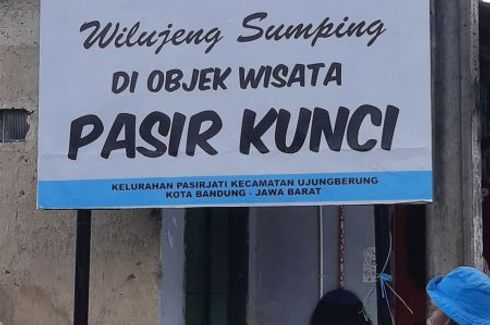 Wilujeng Sumping
DI OBJEK WISATA
PASIR KUNCI
KELURAHAN PASIRJATI KECAMATAN UJUNGBERUNG
KOTA BANDUNG - JAWA BARAT